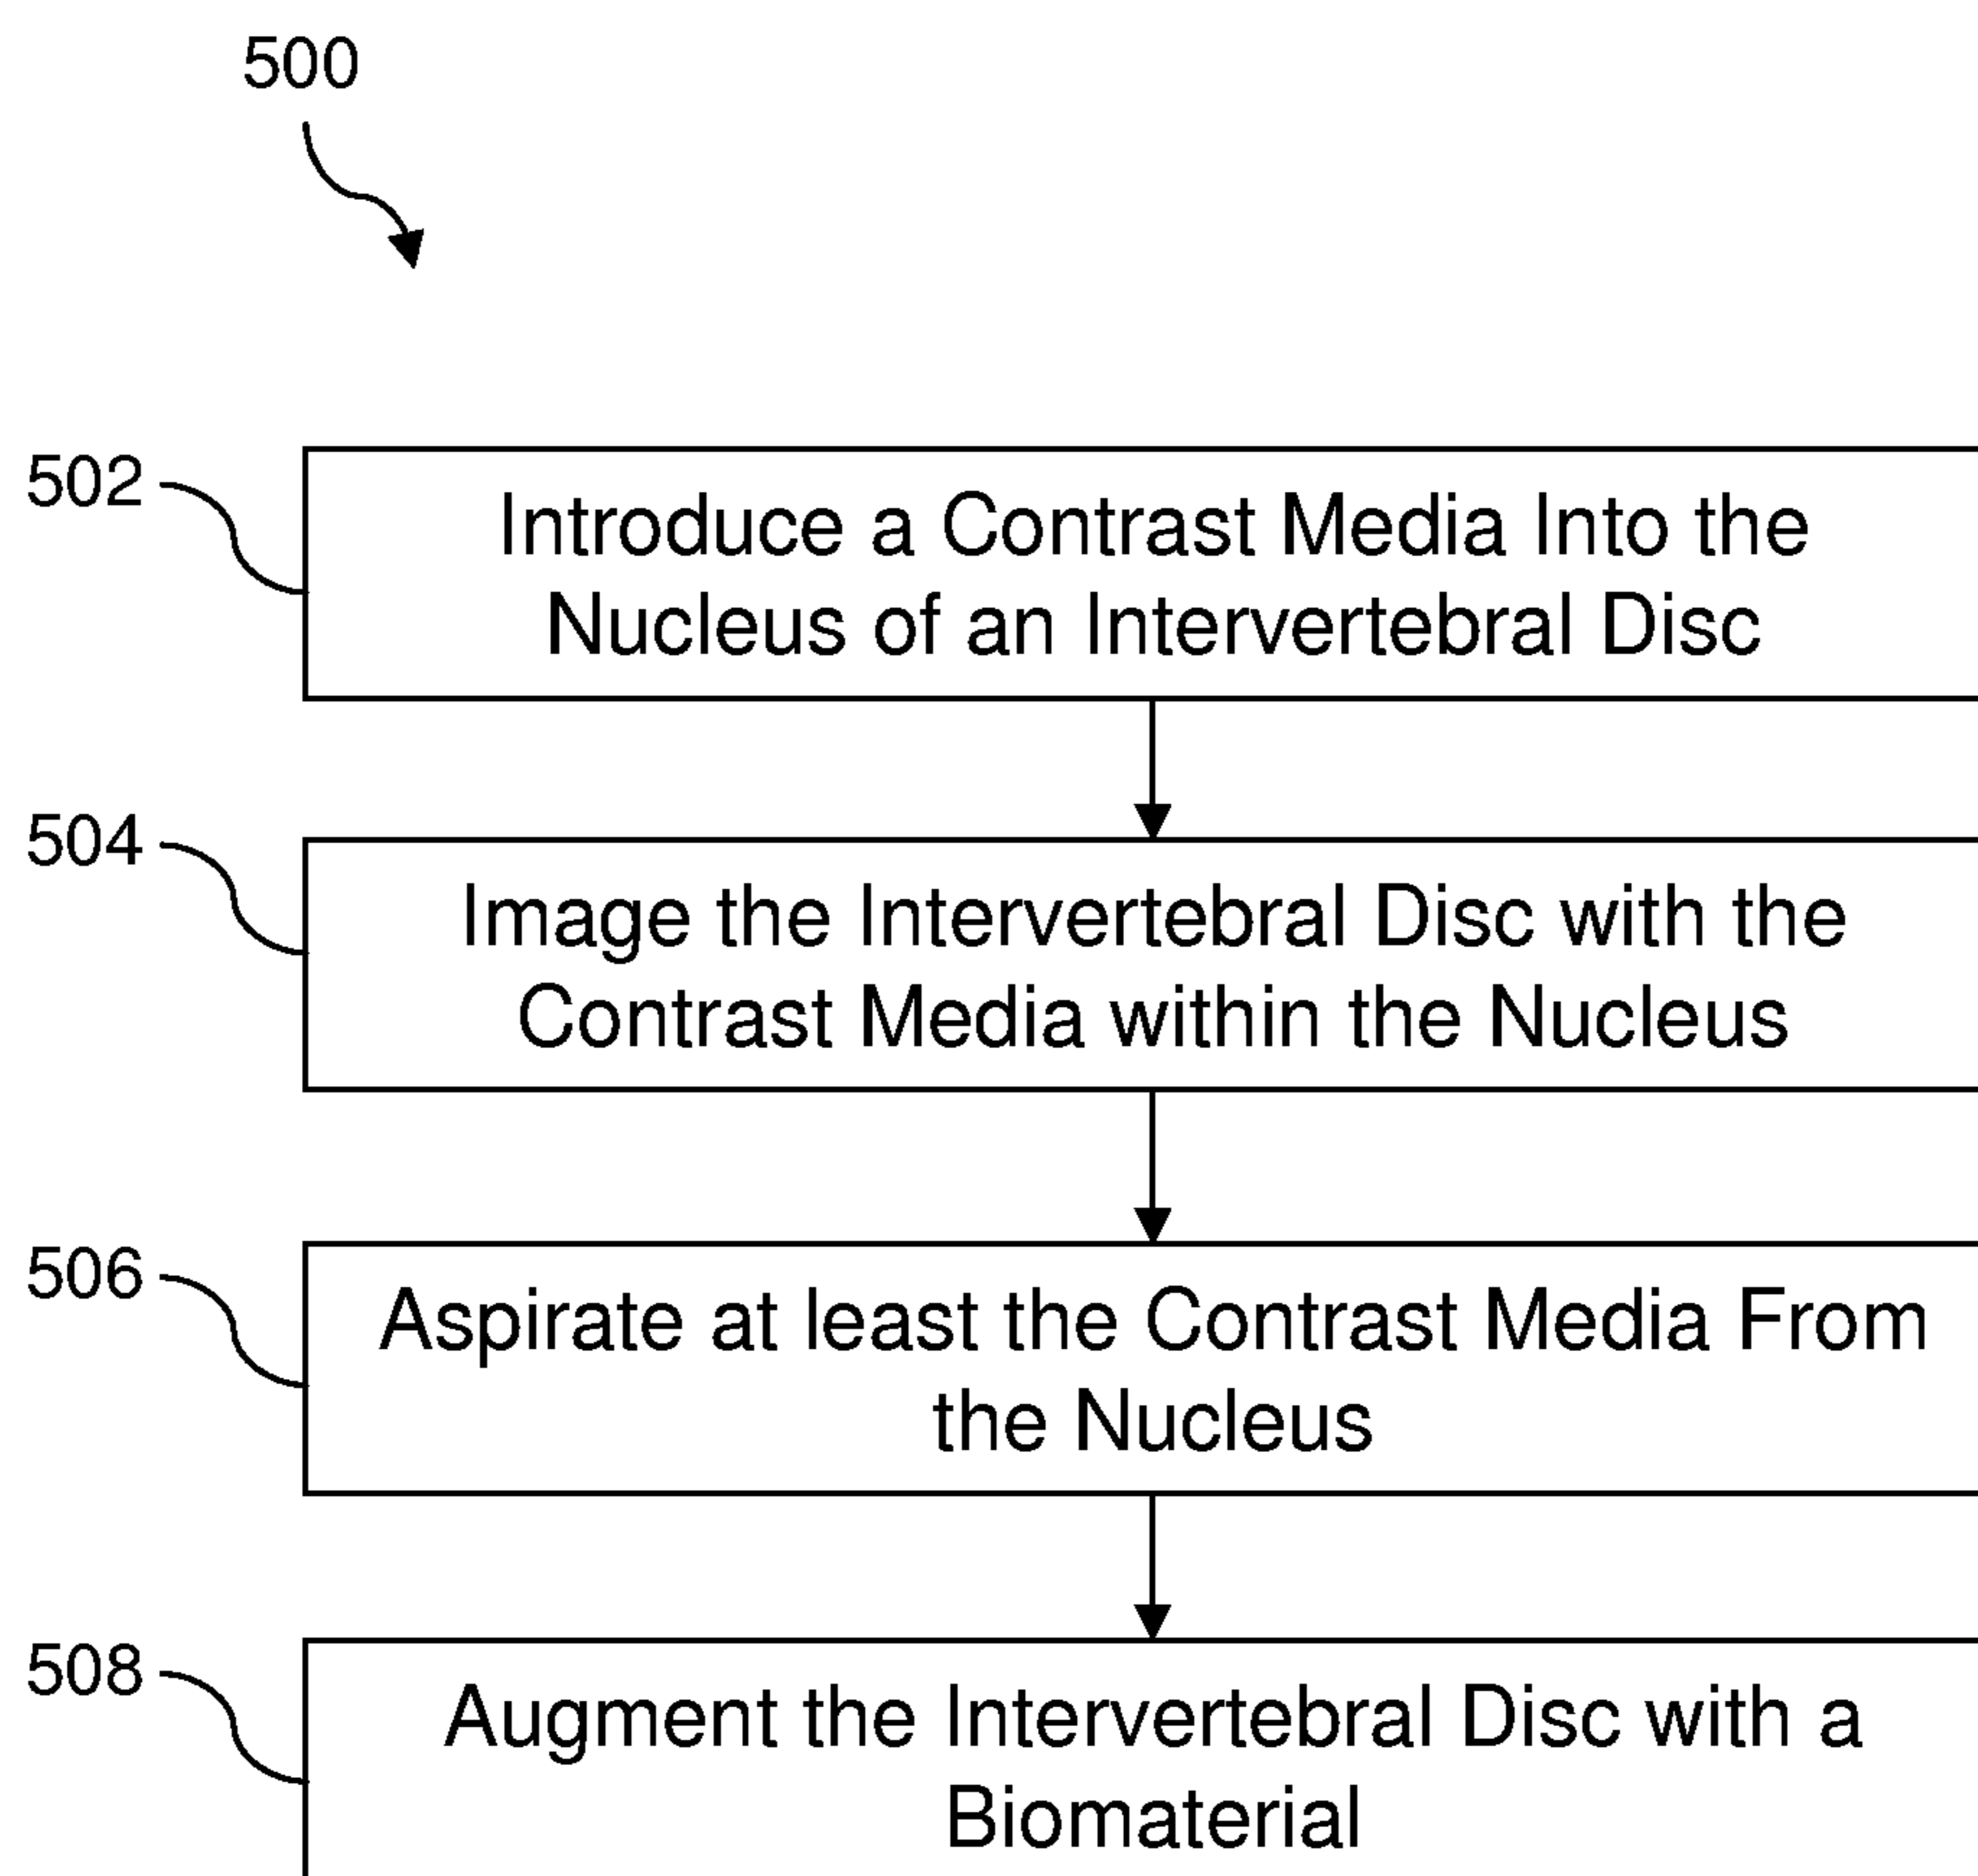 500
502
Introduce a Contrast Media Into the
Nucleus of an Intervertebral Disc
504
Image the Intervertebral Disc with the
Contrast Media within the Nucleus
506
Aspirate at least the Contrast Media From
the Nucleus
508
Augment the Intervertebral Disc with a
Biomaterial